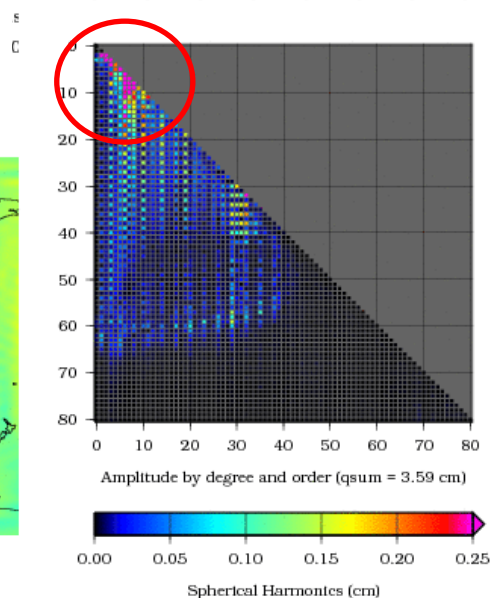 s
0
10
20
30
40
50
60
70
80
0 10 20 30 40 50 60 70 80
Amplitude by degree and order (qsum = 3.59 cm)
0.00 0.05 0.10 0.15 0.20 0.25
Spherical Harmonics (cm)